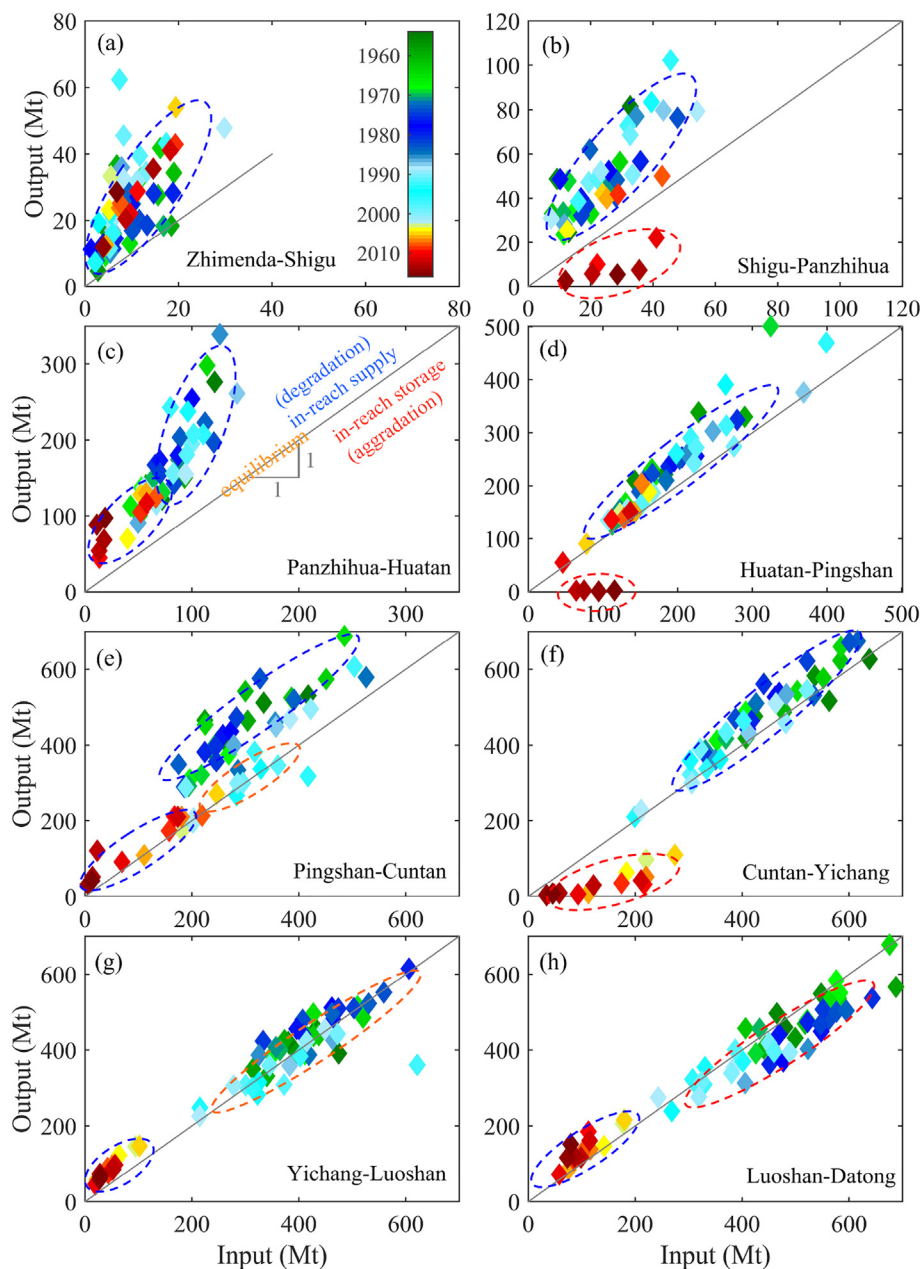 80
(a)
60
40
20
0
Output (Mt)
1960
1970
1980
1990
2000
2010
Zhimenda-Shigu
0 20 40 60 80
120
(b)
100
80
60
40
20
0
Shigu-Panzhihua
0 20 40 60 80 100 120
(c)
300
200
100
0
Output (Mt)
(degradation)
in-reach supply
in-reach storage
(aggradation)
equilibrium
1
1
Panzhihua-Huatan
0 100 200 300
500
(d)
400
300
200
100
0
Huatan-Pingshan
0 100 200 300 400 500
(e)
600
400
200
0
Output (Mt)
Pingshan-Cuntan
0 200 400 600
(f)
600
400
200
0
Cuntan-Yichang
0 200 400 600
(g)
600
400
200
0
Output (Mt)
Yichang-Luoshan
0 200 400 600
Input (Mt)
(h)
600
400
200
0
Luoshan-Datong
0 200 400 600
Input (Mt)